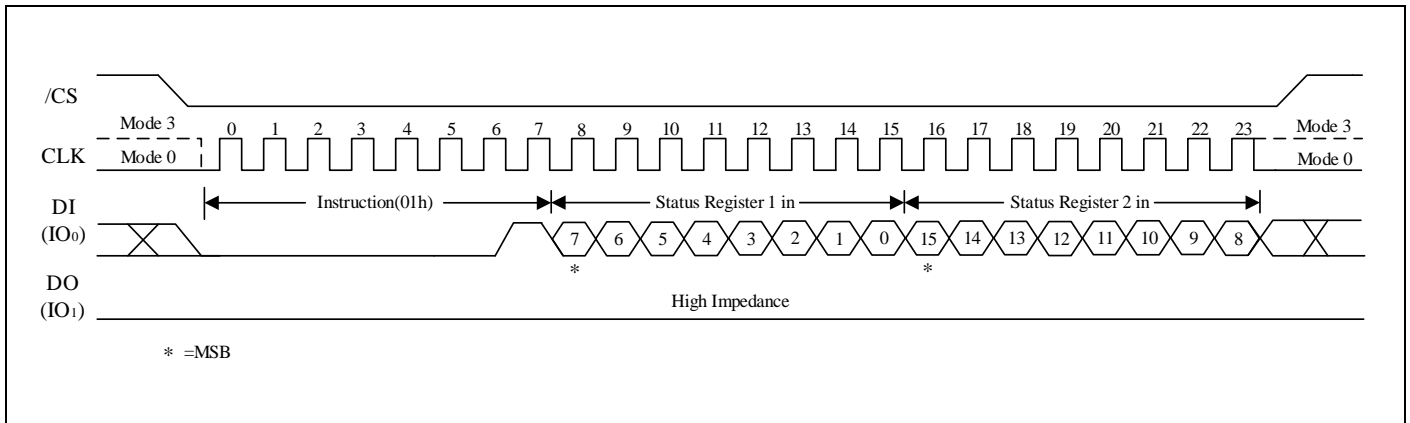 /CS
Mode 3 0 1 2 3 4 5 6 7 8 9 10 11 12 13 14 15 16 17 18 19 20 21 22 23 Mode 3
CLK Mode 0 Mode 0
DI Instruction(01h) Status Register 1 in Status Register 2 in
(IO0) 7 6 5 4 3 2 1 0 15 14 13 12 11 10 9 8
* *
DO High Impedance
(IO1)
* =MSB